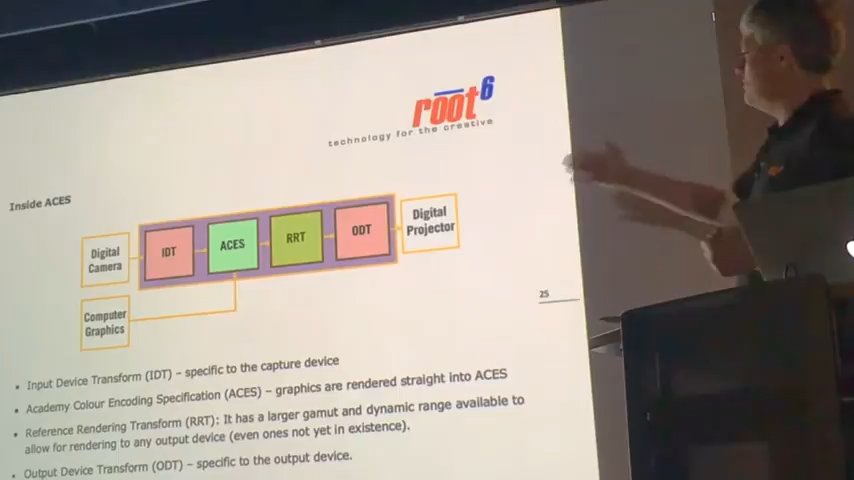 root6
technology for the creative
Inside ACES
Digital
Camera
IDT
ACES
RRT
ODT
Digital
Projector
Computer
Graphics
25
• Input Device Transform (IDT) – specific to the capture device
• Academy Colour Encoding Specification (ACES) – graphics are rendered straight into ACES
• Reference Rendering Transform (RRT): It has a larger gamut and dynamic range available to
allow for rendering to any output device (even ones not yet in existence).
• Output Device Transform (ODT) – specific to the output device.